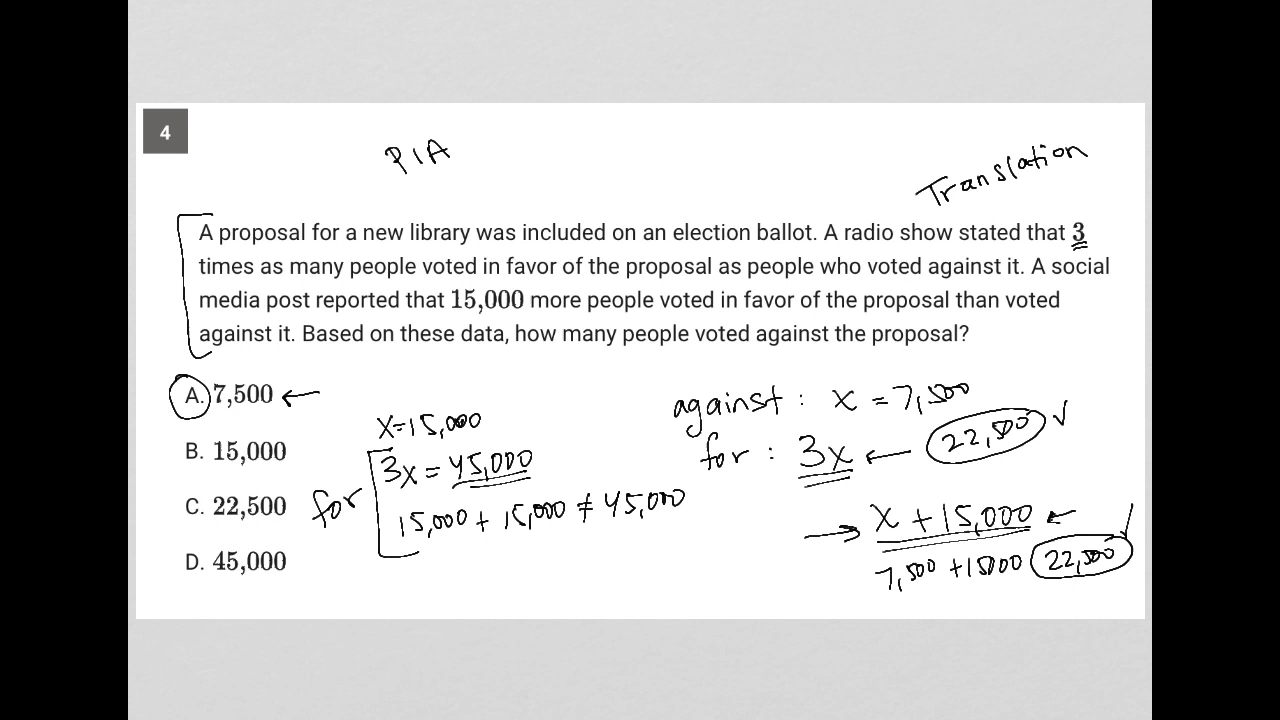 4
PIA
Translation
A proposal for a new library was included on an election ballot. A radio show stated that 3
times as many people voted in favor of the proposal as people who voted against it. A social
media post reported that 15,000 more people voted in favor of the proposal than voted
against it. Based on these data, how many people voted against the proposal?
A. 7,500
B. 15,000
C. 22,500
D. 45,000
x=15,000
for
3x = 45,000
15,000 + 15,000 ≠ 45,000
against : x = 7,500
for : 3x ← 22,500 ✓
→ x + 15,000 ←
7,500 + 15000 22,500 ✓